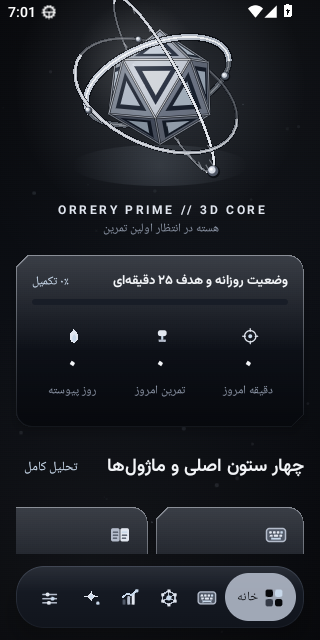 7:01
ORRERY PRIME // 3D CORE
هسته در انتظار اولین تمرین
وضعیت روزانه و هدف ۲۵ دقیقه‌ای
۰٪ تکمیل
۰ ۰ ۰
دقیقه امروز
تمرین امروز
روز پیوسته
چهار ستون اصلی و ماژول‌ها
تحلیل کامل
خانه